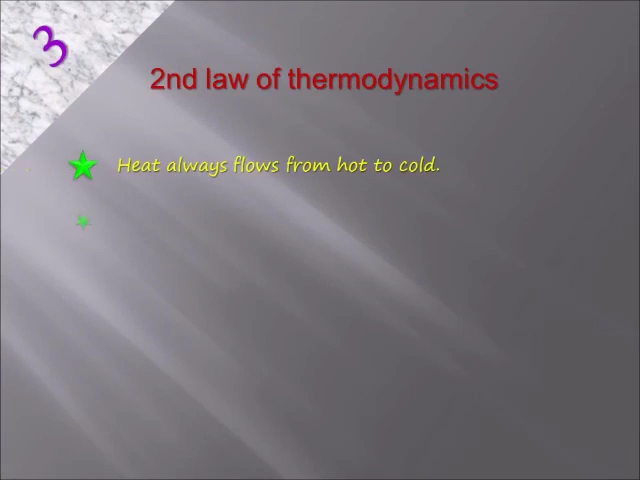 3
2nd law of thermodynamics
Heat always flows from hot to cold.